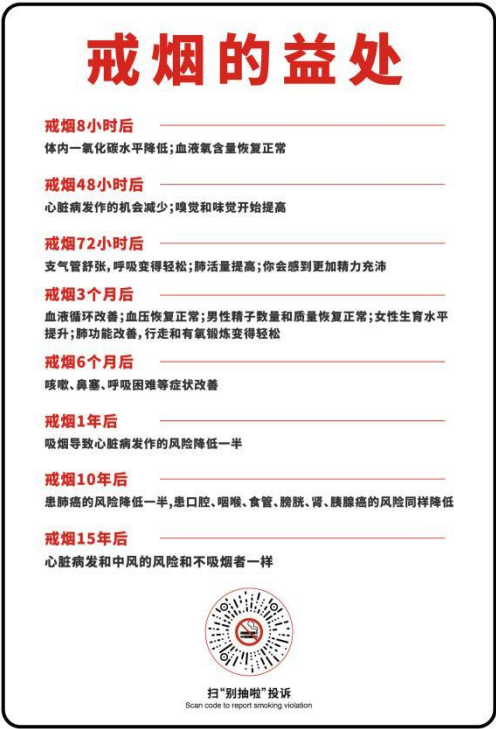 戒烟的益处
戒烟8小时后
体内一氧化碳水平降低;血液氧含量恢复正常
戒烟48小时后
心脏病发作的机会减少;嗅觉和味觉开始提高
戒烟72小时后
支气管舒张,呼吸变得轻松;肺活量提高;你会感到更加精力充沛
戒烟3个月后
血液循环改善;血压恢复正常;男性精子数量和质量恢复正常;女性生育水平
提升;肺功能改善,行走和有氧锻炼变得轻松
戒烟6个月后
咳嗽、鼻塞、呼吸困难等症状改善
戒烟1年后
吸烟导致心脏病发作的风险降低一半
戒烟10年后
患肺癌的风险降低一半,患口腔、咽喉、食管、膀胱、肾、胰腺癌的风险同样降低
戒烟15年后
心脏病发和中风的风险和不吸烟者一样
扫“别抽啦”投诉
Scan code to report smoking violation